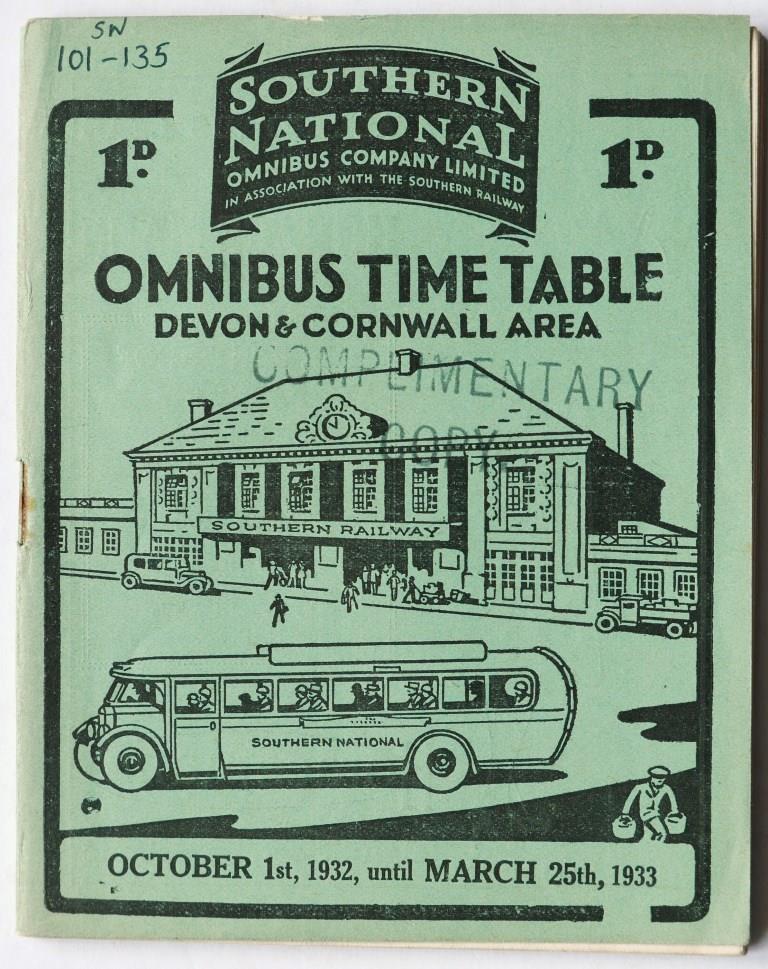 SN
101-135
SOUTHERN
NATIONAL
OMNIBUS COMPANY LIMITED
IN ASSOCIATION WITH THE SOUTHERN RAILWAY
1D.
1D.
OMNIBUS TIME TABLE
DEVON & CORNWALL AREA
COMPLIMENTARY
COPY.
SOUTHERN RAILWAY
SOUTHERN NATIONAL
OCTOBER 1st, 1932, until MARCH 25th, 1933